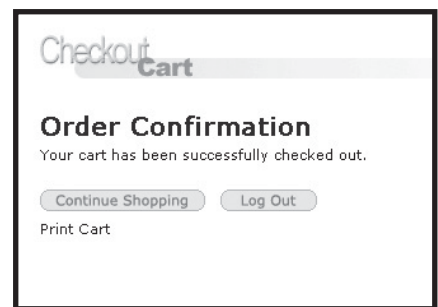 Checkout
Cart
Order Confirmation
Your cart has been successfully checked out.
Continue Shopping Log Out
Print Cart